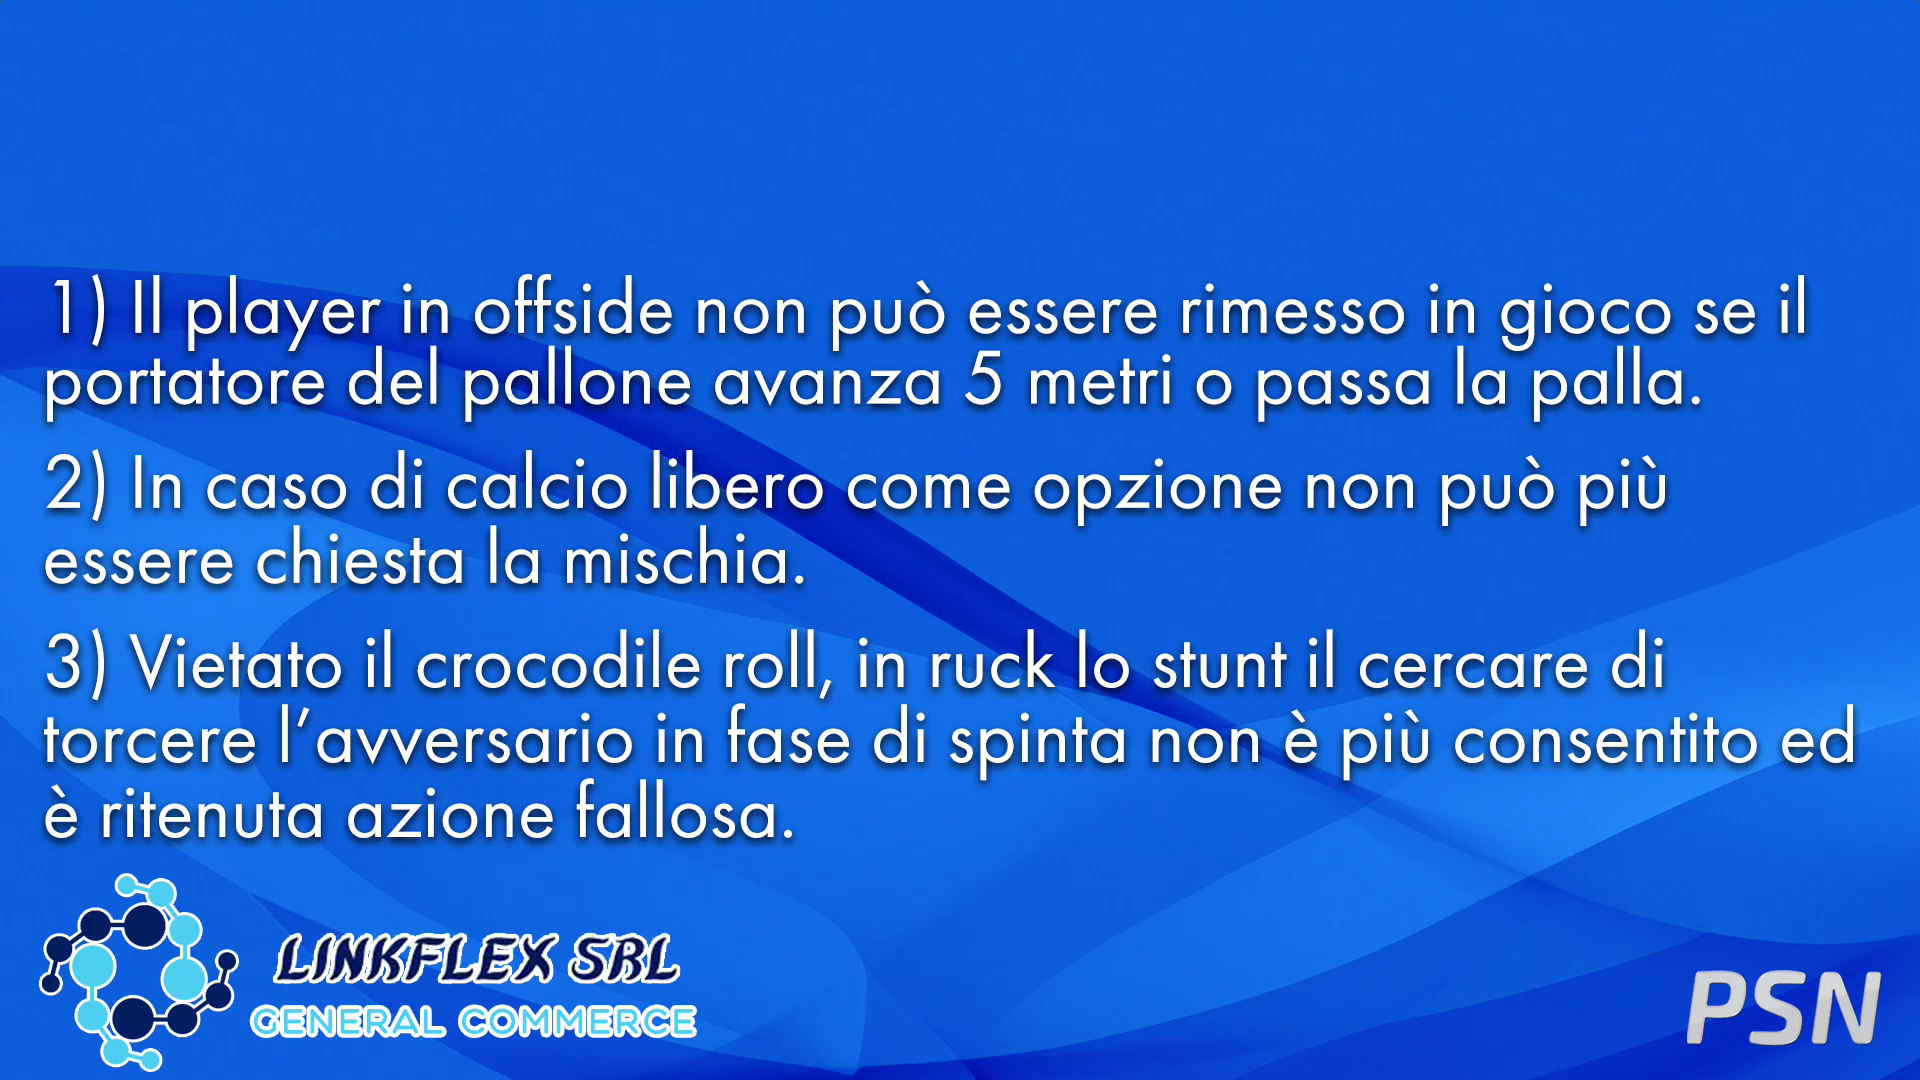 1) Il player in offside non può essere rimesso in gioco se il
portatore del pallone avanza 5 metri o passa la palla.
2) In caso di calcio libero come opzione non può più
essere chiesta la mischia.
3) Vietato il crocodile roll, in ruck lo stunt il cercare di
torcere l’avversario in fase di spinta non è più consentito ed
è ritenuta azione fallosa.
LINKFLEX SRL
GENERAL COMMERCE
PSN